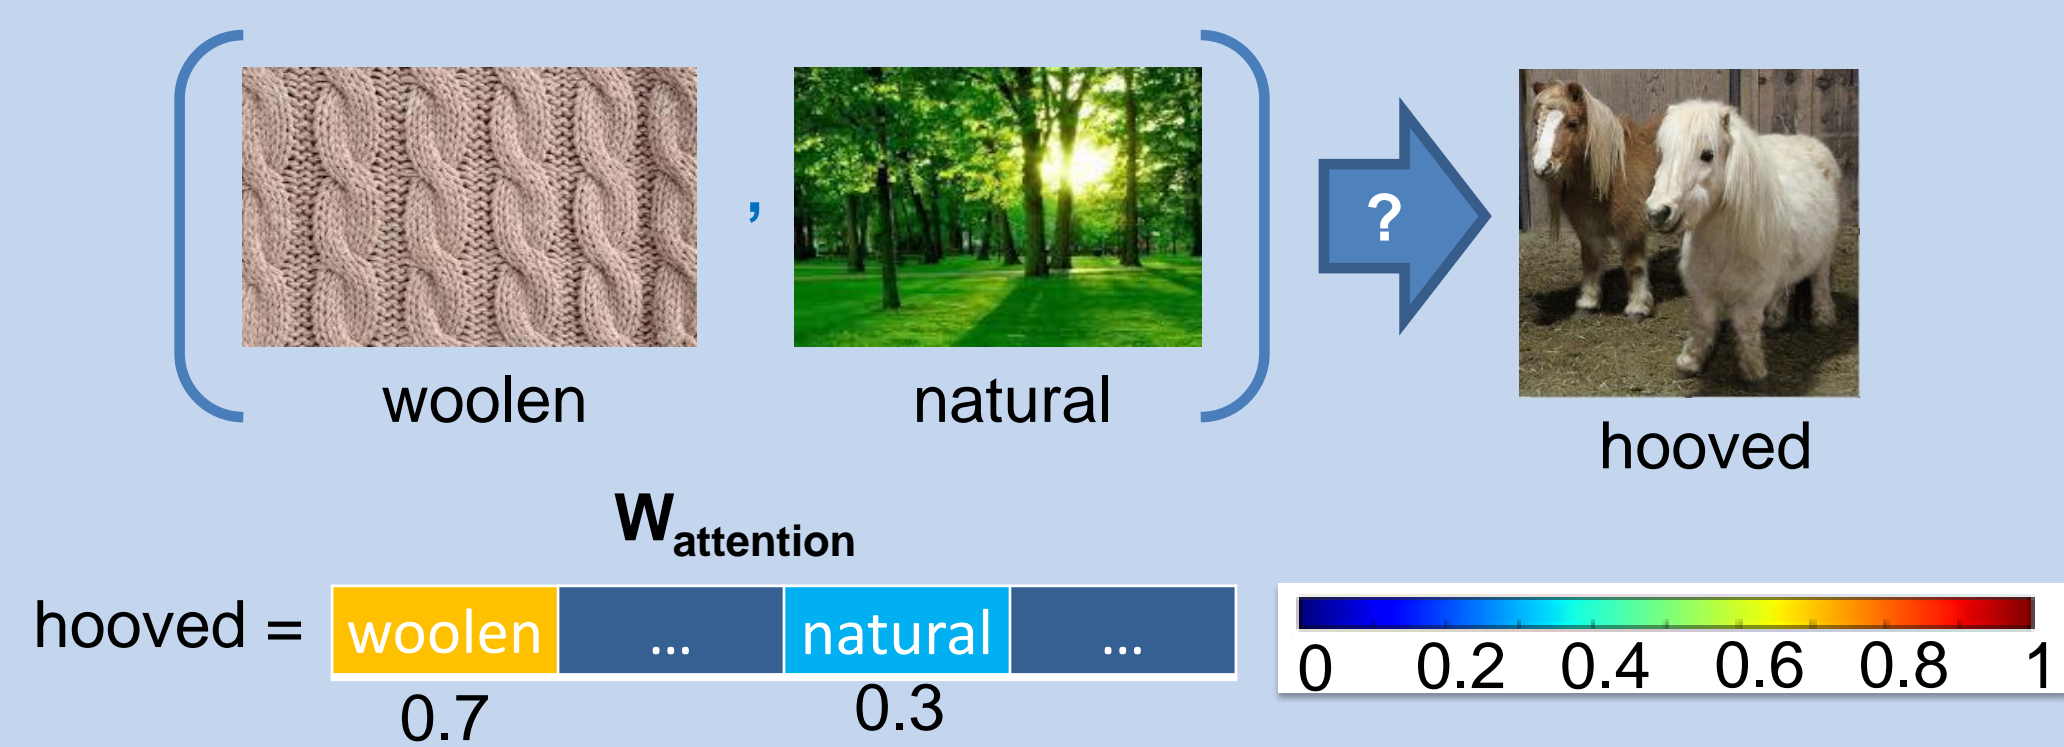 , ?
woolen natural
hooved
Wattention
hooved = woolen ... natural ...
0 0.2 0.4 0.6 0.8 1
0.7 0.3